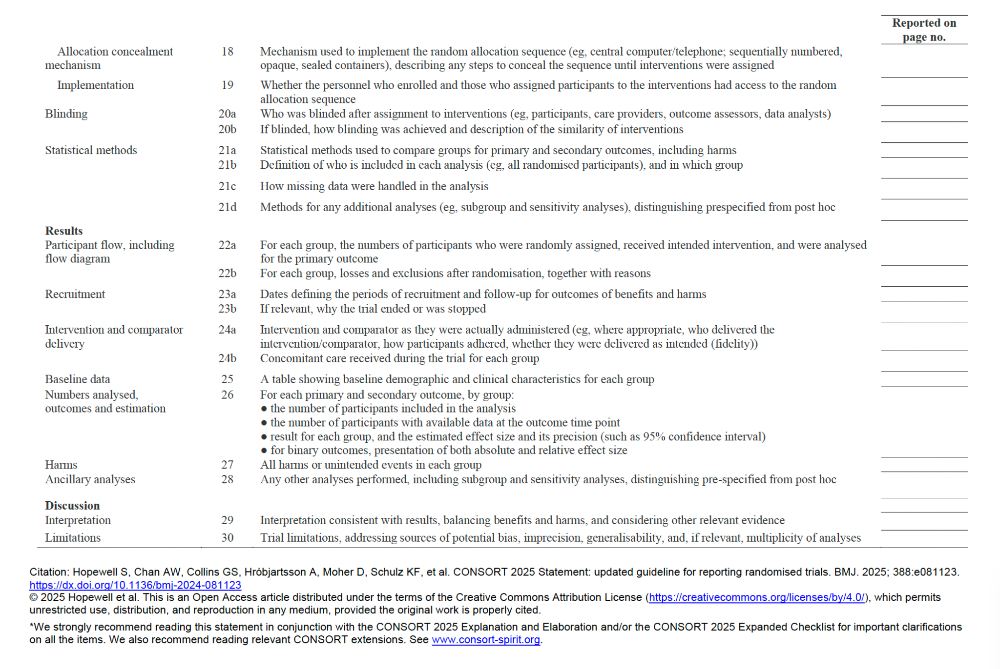 Reported on
page no.
Allocation concealment 18 Mechanism used to implement the random allocation sequence (eg, central computer/telephone; sequentially numbered,
mechanism opaque, sealed containers), describing any steps to conceal the sequence until interventions were assigned
Implementation 19 Whether the personnel who enrolled and those who assigned participants to the interventions had access to the random
allocation sequence
Blinding 20a Who was blinded after assignment to interventions (eg, participants, care providers, outcome assessors, data analysts)
20b If blinded, how blinding was achieved and description of the similarity of interventions
Statistical methods 21a Statistical methods used to compare groups for primary and secondary outcomes, including harms
21b Definition of who is included in each analysis (eg, all randomised participants), and in which group
21c How missing data were handled in the analysis
21d Methods for any additional analyses (eg, subgroup and sensitivity analyses), distinguishing prespecified from post hoc
Results
Participant flow, including 22a For each group, the numbers of participants who were randomly assigned, received intended intervention, and were analysed
flow diagram for the primary outcome
22b For each group, losses and exclusions after randomisation, together with reasons
Recruitment 23a Dates defining the periods of recruitment and follow-up for outcomes of benefits and harms
23b If relevant, why the trial ended or was stopped
Intervention and comparator 24a Intervention and comparator as they were actually administered (eg, where appropriate, who delivered the
delivery intervention/comparator, how participants adhered, whether they were delivered as intended (fidelity))
24b Concomitant care received during the trial for each group
Baseline data 25 A table showing baseline demographic and clinical characteristics for each group
Numbers analysed, 26 For each primary and secondary outcome, by group:
outcomes and estimation ● the number of participants included in the analysis
● the number of participants with available data at the outcome time point
● result for each group, and the estimated effect size and its precision (such as 95% confidence interval)
● for binary outcomes, presentation of both absolute and relative effect size
Harms 27 All harms or unintended events in each group
Ancillary analyses 28 Any other analyses performed, including subgroup and sensitivity analyses, distinguishing pre-specified from post hoc
Discussion
Interpretation 29 Interpretation consistent with results, balancing benefits and harms, and considering other relevant evidence
Limitations 30 Trial limitations, addressing sources of potential bias, imprecision, generalisability, and, if relevant, multiplicity of analyses
Citation: Hopewell S, Chan AW, Collins GS, Hróbjartsson A, Moher D, Schulz KF, et al. CONSORT 2025 Statement: updated guideline for reporting randomised trials. BMJ. 2025; 388:e081123.
https://dx.doi.org/10.1136/bmj-2024-081123
© 2025 Hopewell et al. This is an Open Access article distributed under the terms of the Creative Commons Attribution License (https://creativecommons.org/licenses/by/4.0/), which permits
unrestricted use, distribution, and reproduction in any medium, provided the original work is properly cited.
*We strongly recommend reading this statement in conjunction with the CONSORT 2025 Explanation and Elaboration and/or the CONSORT 2025 Expanded Checklist for important clarifications
on all the items. We also recommend reading relevant CONSORT extensions. See www.consort-spirit.org.